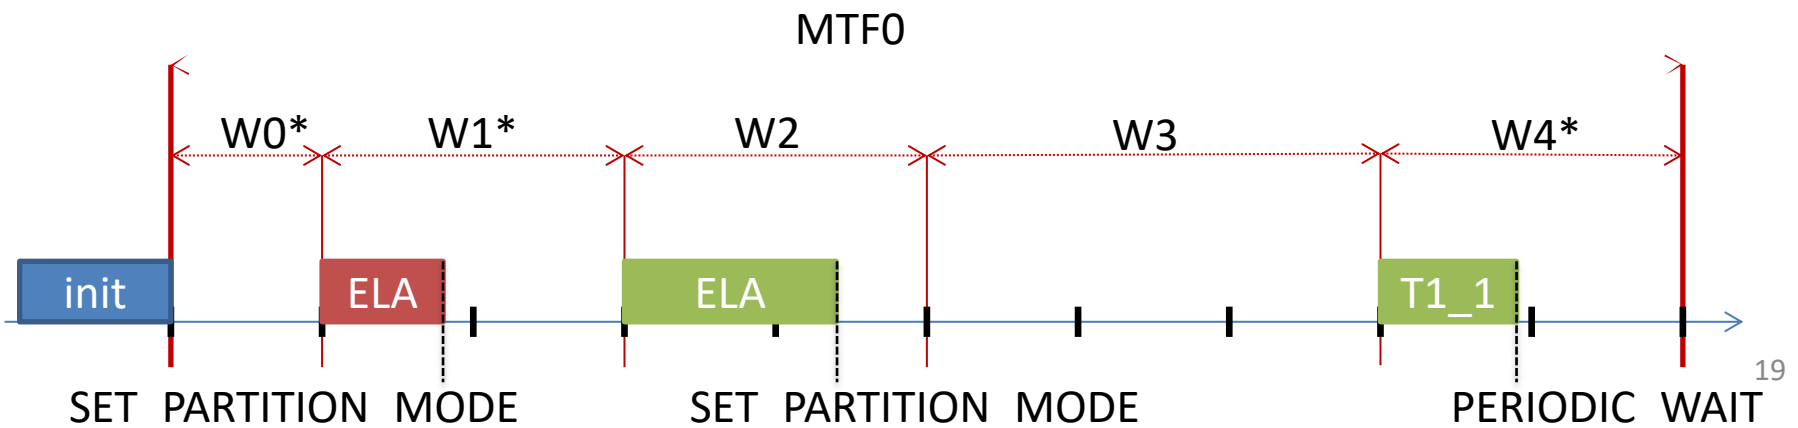 MTF0
W0* W1* W2 W3 W4*
init ELA ELA T1_1
19
SET PARTITION MODE SET PARTITION MODE PERIODIC WAIT